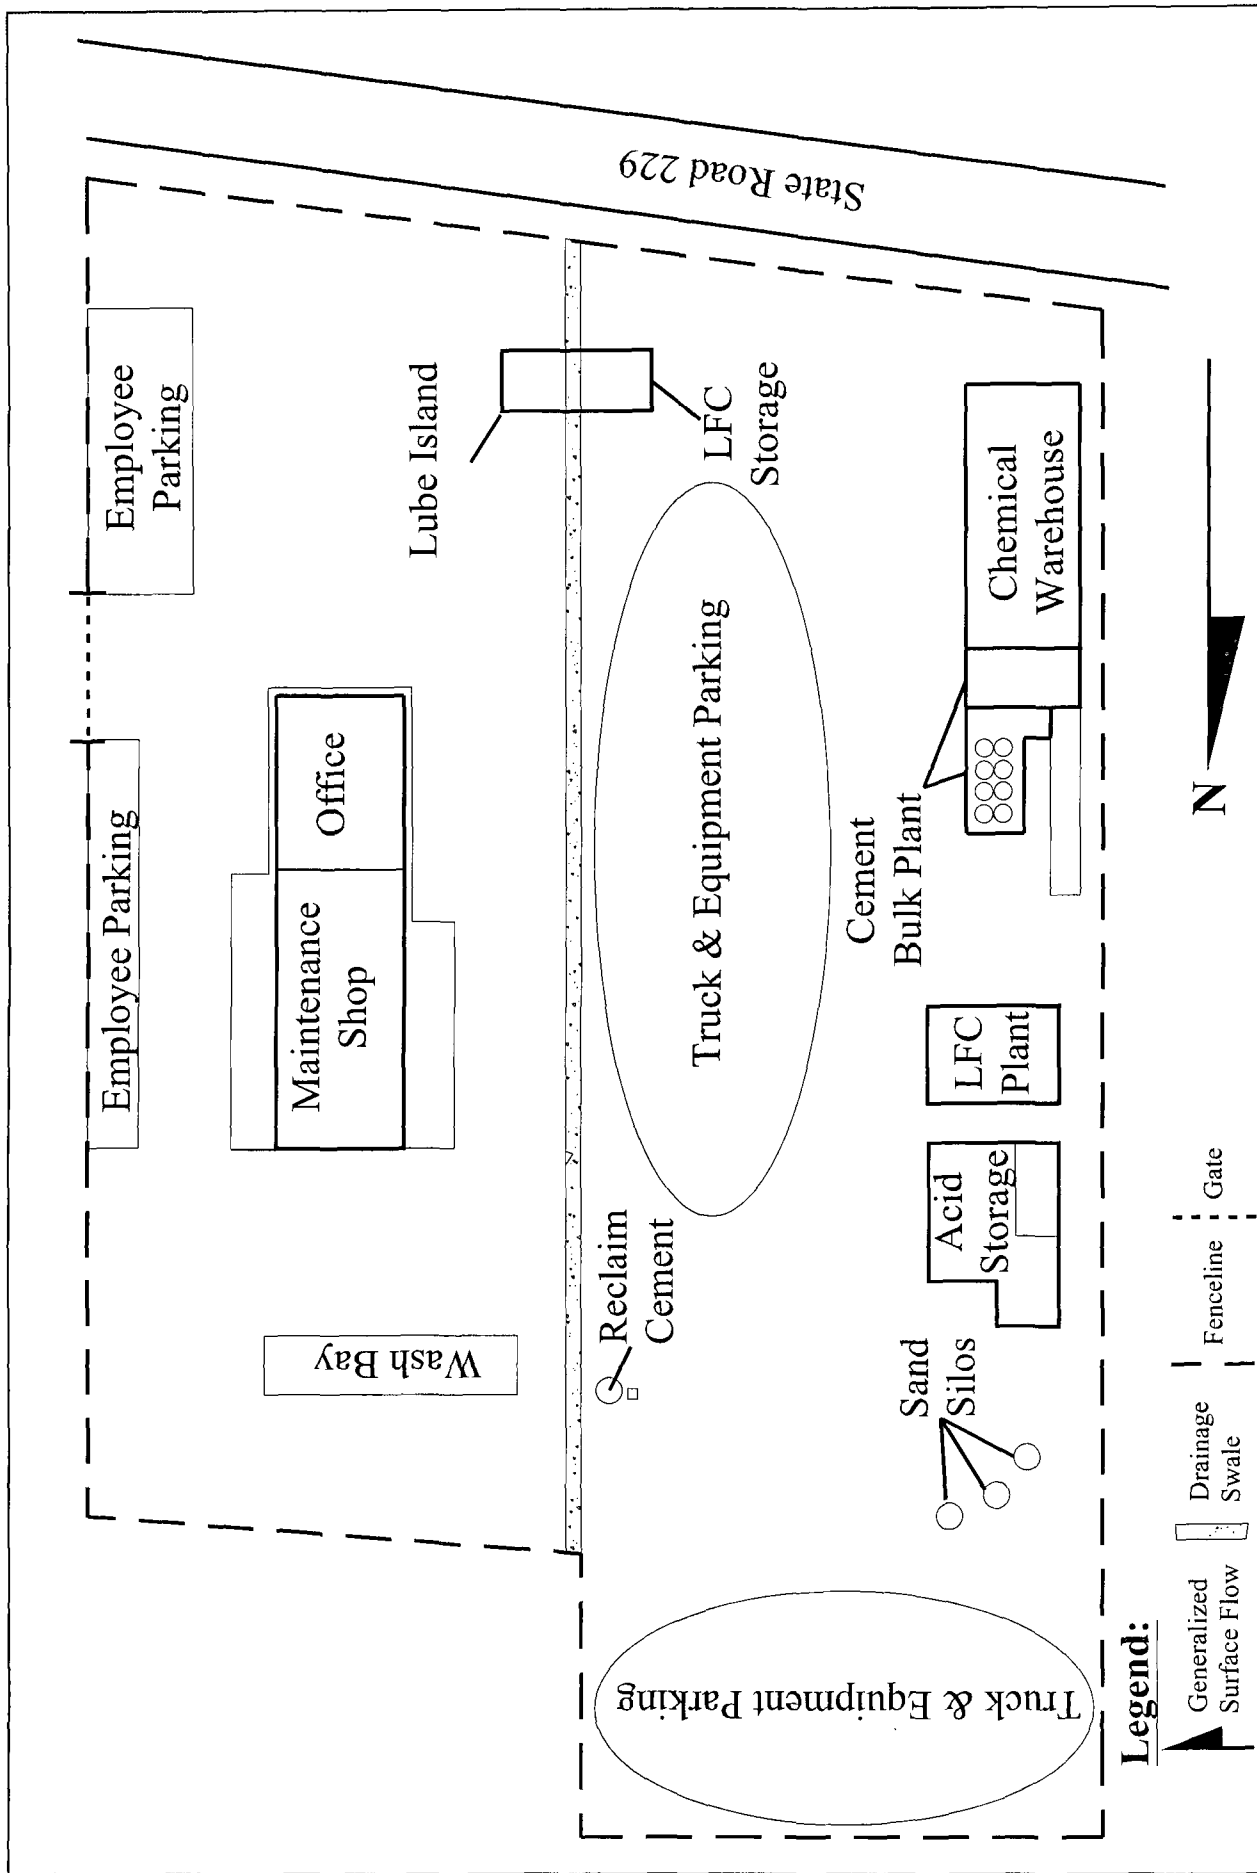 State Road 229
Employee
Parking
Employee Parking
Lube Island
LFC
Storage
Office
Maintenance
Shop
Truck & Equipment Parking
Chemical
Warehouse
Cement
Bulk Plant
N
LFC
Plant
Acid
Storage
Reclaim
Cement
Wash Bay
Sand
Silos
Truck & Equipment Parking
Legend:
Generalized
Surface Flow
Drainage
Swale
Fenceline
Gate